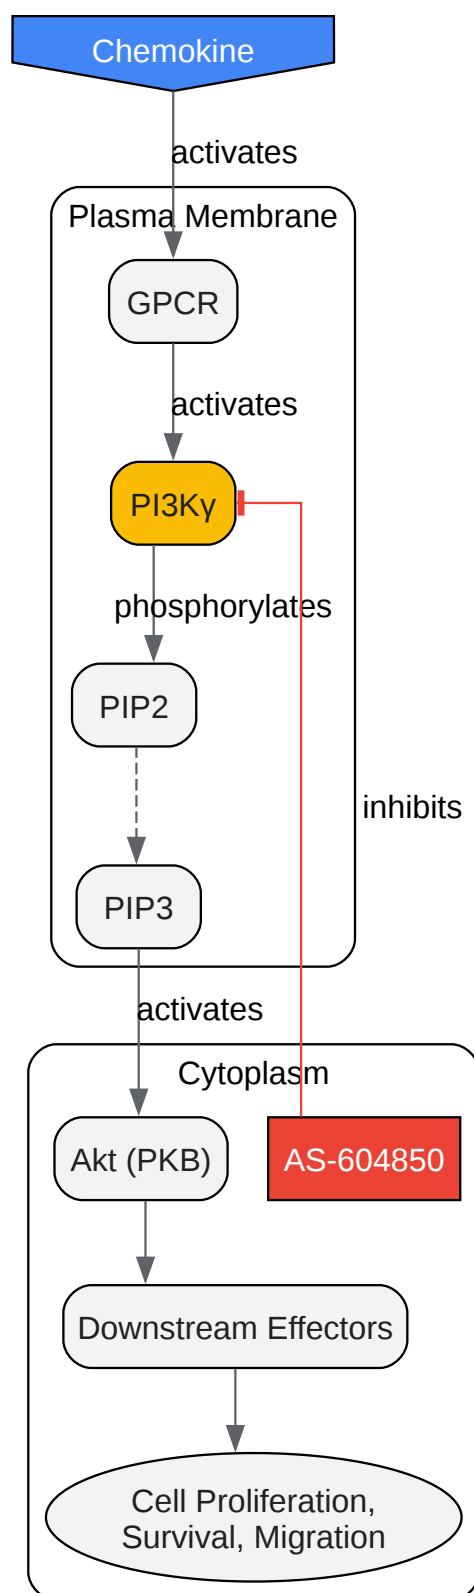 Chemokine
activates
Plasma Membrane
GPCR
activates
PI3Kγ
phosphorylates
PIP2
inhibits
PIP3
activates
Cytoplasm
Akt (PKB)
AS-604850
Downstream Effectors
Cell Proliferation,
Survival, Migration